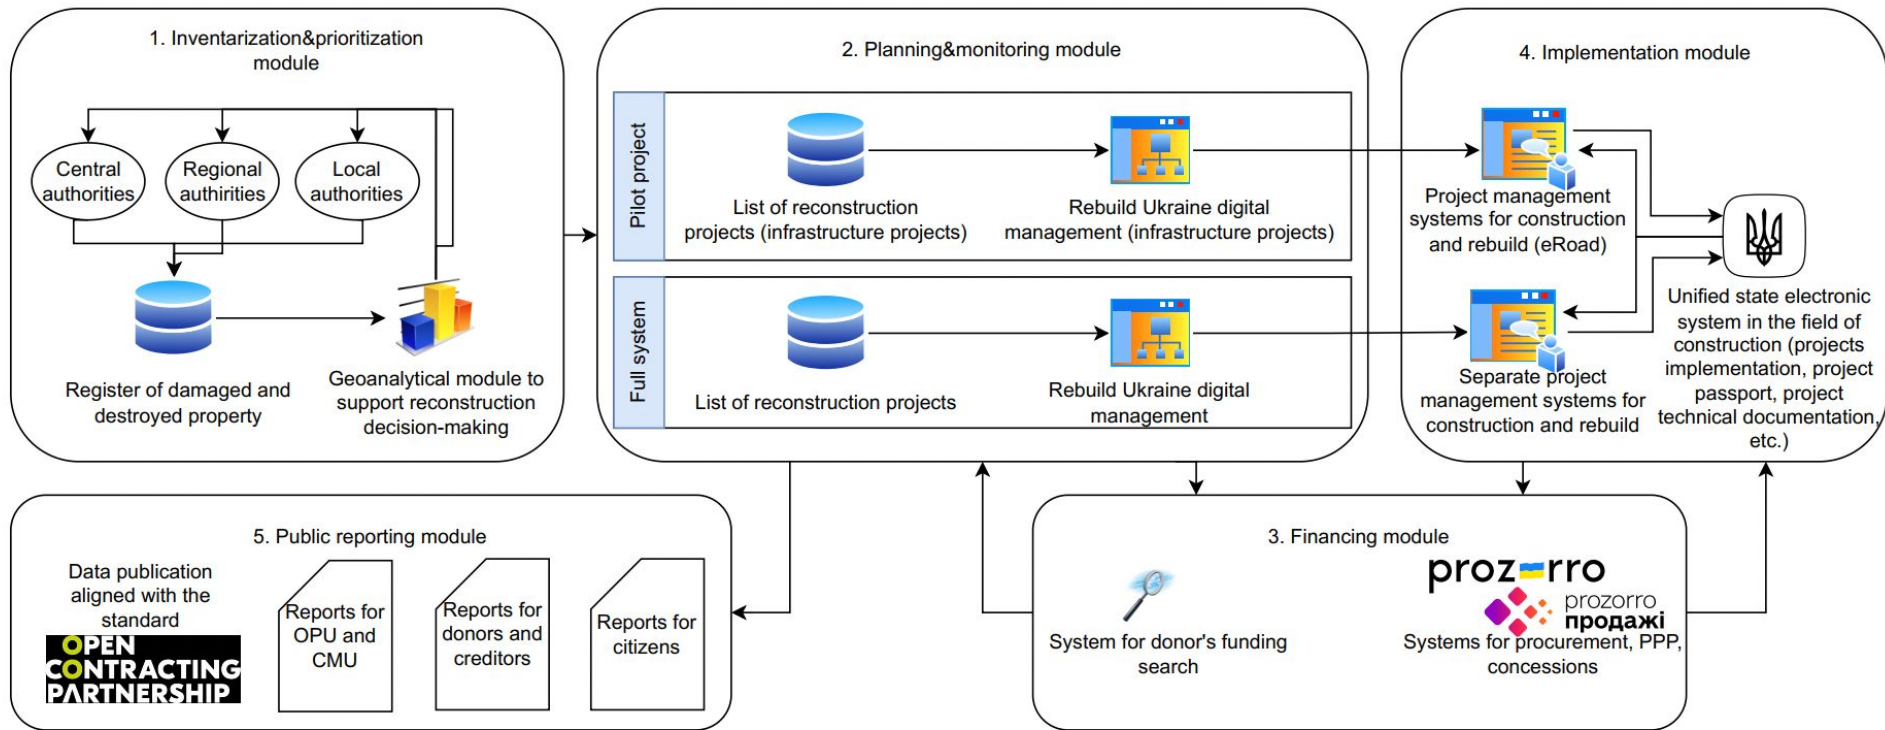 1. Inventarization&prioritization
module
Central
authorities
Regional
authirities
Local
authorities
Register of damaged and
destroyed property
Geoanalytical module to
support reconstruction
decision-making
2. Planning&monitoring module
Pilot project
List of reconstruction
projects (infrastructure projects)
Rebuild Ukraine digital
management (infrastructure projects)
Full system
List of reconstruction projects
Rebuild Ukraine digital
management
4. Implementation module
Project management
systems for construction
and rebuild (eRoad)
Separate project
management systems for
construction and rebuild
Unified state electronic
system in the field of
construction (projects
implementation, project
passport, project
technical documentation,
etc.)
5. Public reporting module
Data publication
aligned with the
standard
OPEN
CONTRACTING
PARTNERSHIP
Reports for
OPU and
CMU
Reports for
donors and
creditors
Reports for
citizens
3. Financing module
System for donor's funding
search
prozorro
prozorro
продажі
Systems for procurement, PPP,
concessions